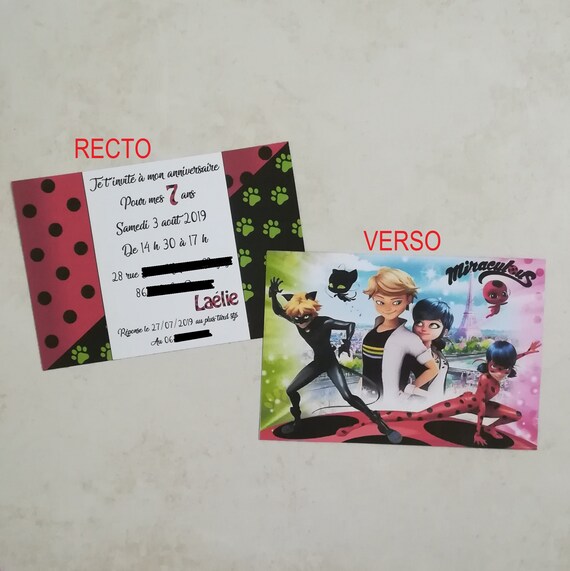 RECTO
Je t'invite à mon anniversaire
Pour mes 7 ans
Samedi 3 août 2019
De 14 h 30 à 17 h
28 rue
86
Laélie
Réponse le 27/07/2019 au plus tard stp
Au 06
VERSO
Miraculous